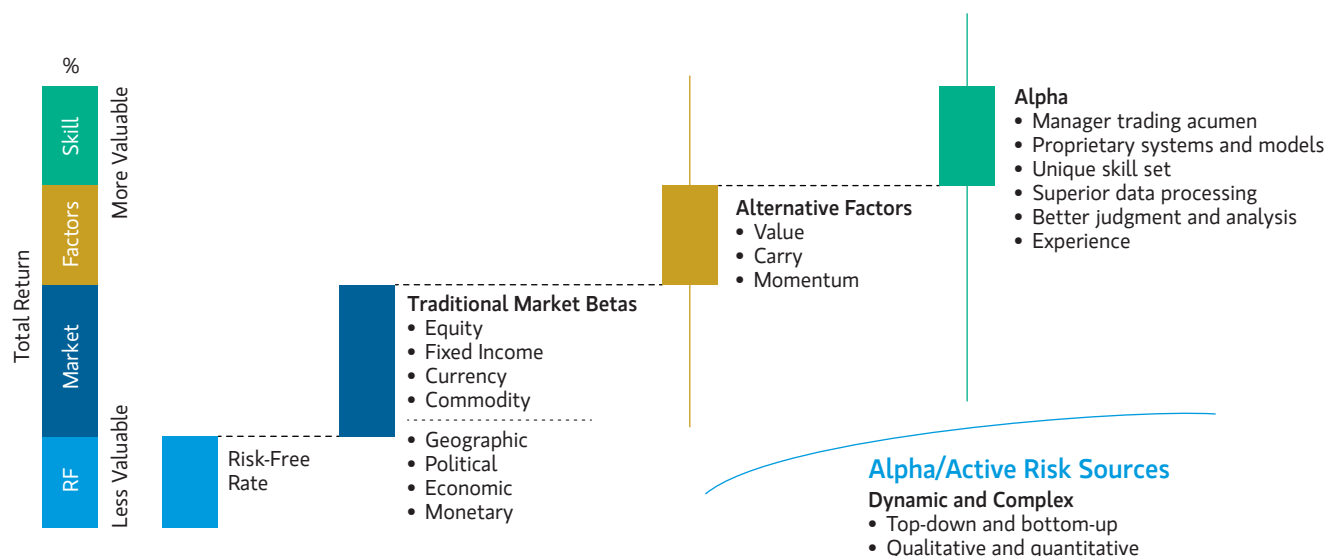 %
Total Return
Less Valuable
More Valuable
Skill
Factors
Market
RF
Risk-Free
Rate
Traditional Market Betas
• Equity
• Fixed Income
• Currency
• Commodity
• Geographic
• Political
• Economic
• Monetary
Alternative Factors
• Value
• Carry
• Momentum
Alpha
• Manager trading acumen
• Proprietary systems and models
• Unique skill set
• Superior data processing
• Better judgment and analysis
• Experience
Alpha/Active Risk Sources
Dynamic and Complex
• Top-down and bottom-up
• Qualitative and quantitative